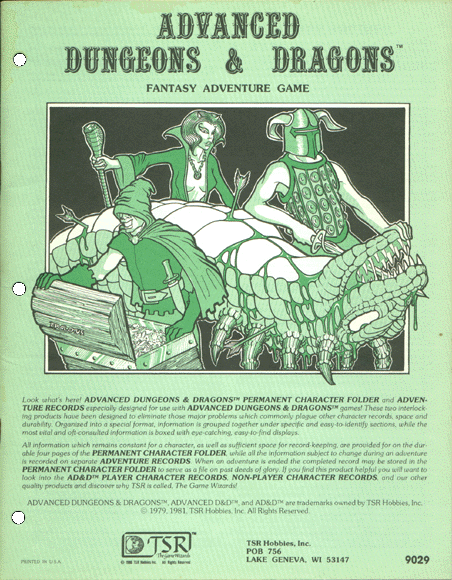 ADVANCED
DUNGEONS & DRAGONS™
FANTASY ADVENTURE GAME
Look what's here! ADVANCED DUNGEONS & DRAGONS™ PERMANENT CHARACTER FOLDER and ADVEN-
TURE RECORDS especially designed for use with ADVANCED DUNGEONS & DRAGONS™ games! These two interlock-
ing products have been designed to eliminate those major problems which commonly plague other character records, space and
durability. Organized into a special format, information is grouped together under specific and easy-to-identify sections, while the
most vital and oft-consulted information is boxed with eye-catching, easy-to-find displays.
All information which remains constant for a character, as well as sufficient space for record-keeping, are provided for on the dur-
able four pages of the PERMANENT CHARACTER FOLDER, while all the information subject to change during an adventure
is recorded on separate ADVENTURE RECORDS. When an adventure is ended the completed record may be stored in the
PERMANENT CHARACTER FOLDER to serve as a file on past deeds of glory. If you find this product helpful you will want to
look into the AD&D™ PLAYER CHARACTER RECORDS, NON-PLAYER CHARACTER RECORDS, and our other
quality products and discover why TSR is called, The Game Wizards!
ADVANCED DUNGEONS & DRAGONS™, ADVANCED D&D™, and AD&D™ are trademarks owned by TSR Hobbies, Inc.
© 1979, 1981, TSR Hobbies, Inc. All Rights Reserved.
TSR
The Game Wizards
© 1980 TSR Hobbies, Inc. All Rights Reserved.
TSR Hobbies, Inc.
POB 756
LAKE GENEVA, WI 53147
PRINTED IN U.S.A.
9029